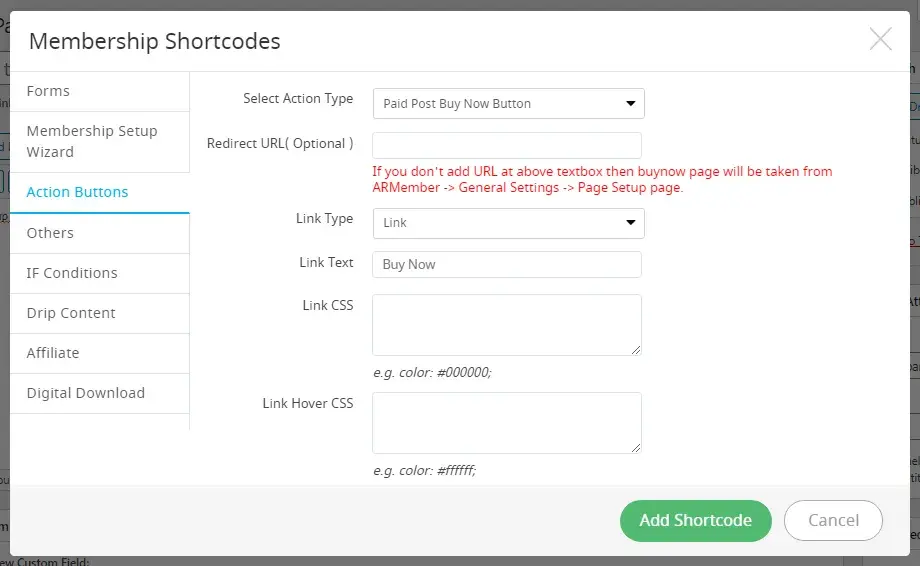 Membership Shortcodes
Forms
Membership Setup
Wizard
Action Buttons
Others
IF Conditions
Drip Content
Affiliate
Digital Download
Select Action Type
Paid Post Buy Now Button
Redirect URL( Optional )
If you don't add URL at above textbox then buynow page will be taken from
ARMember -> General Settings -> Page Setup page.
Link Type
Link
Link Text
Buy Now
Link CSS
e.g. color: #000000;
Link Hover CSS
e.g. color: #ffffff;
Add Shortcode
Cancel
ew Custom Field: